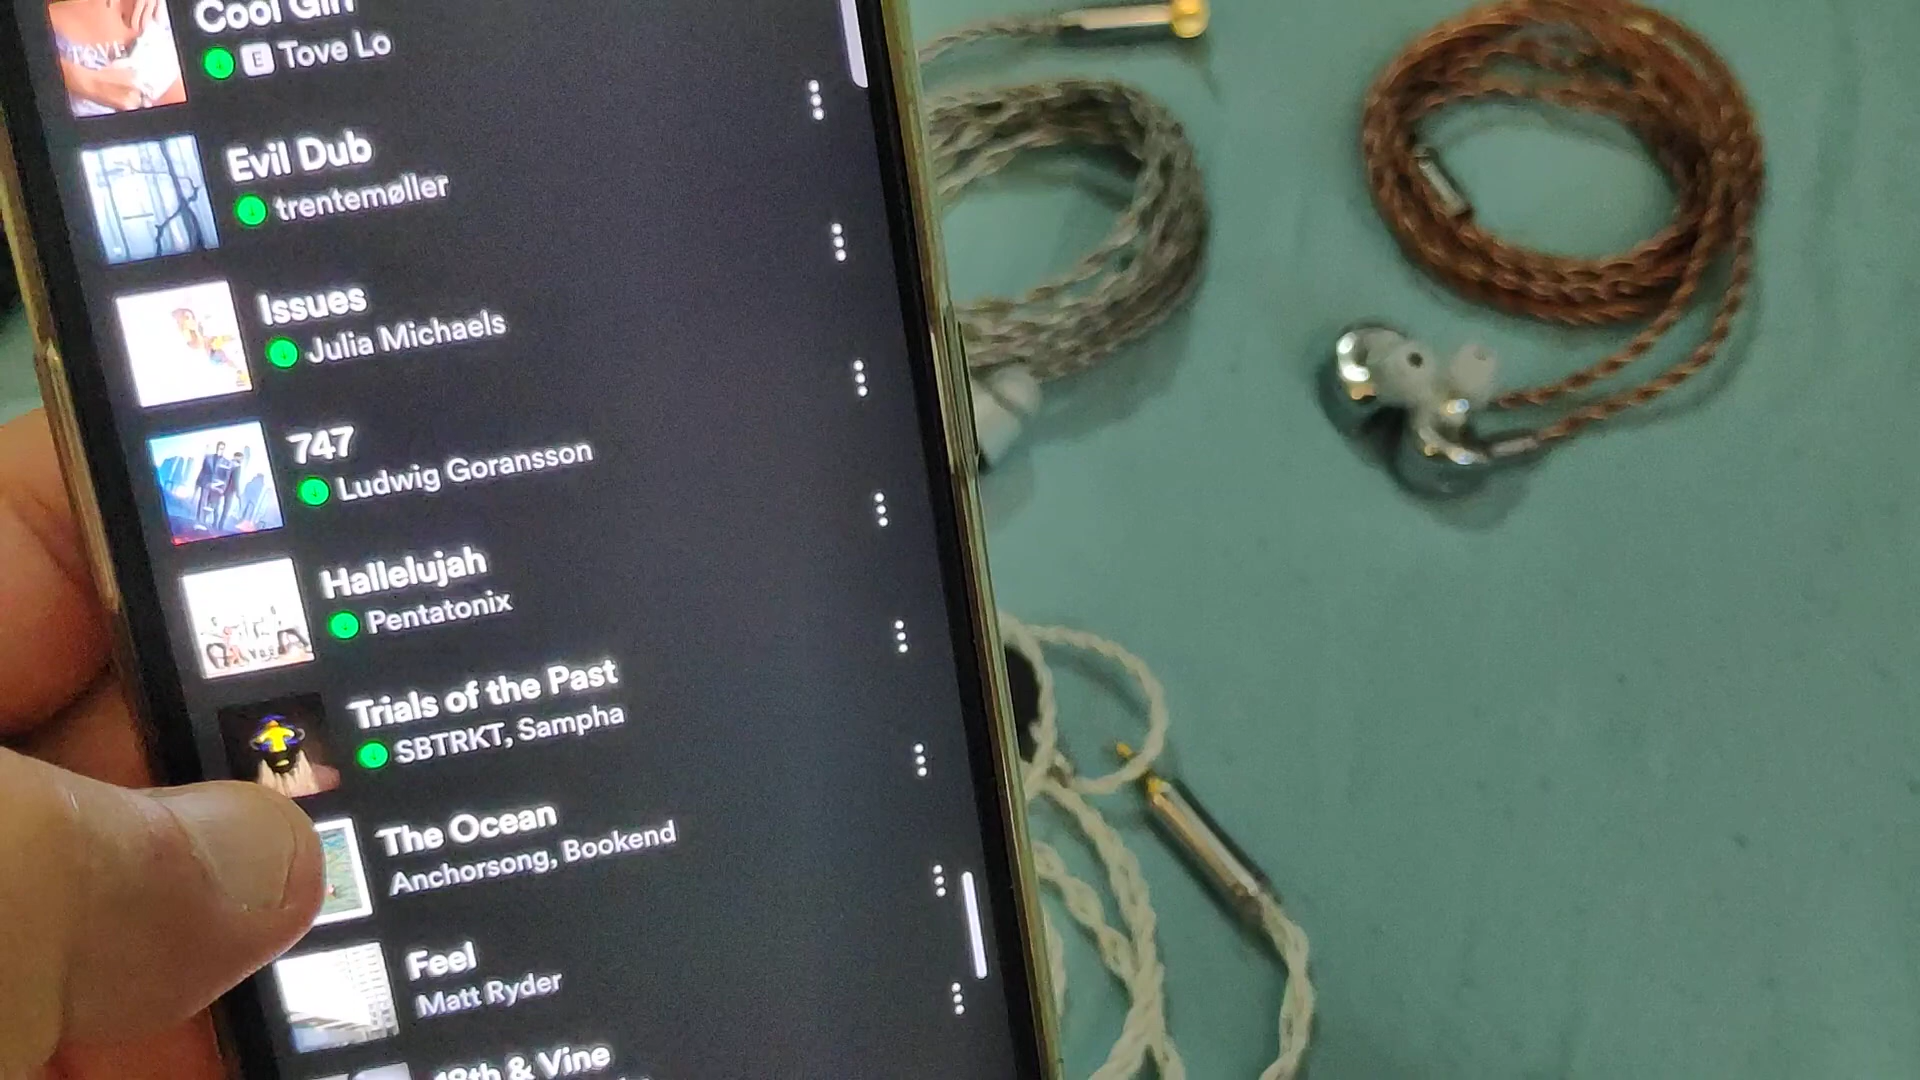 Cool Girl
E Tove Lo
Evil Dub
trentemøller
Issues
Julia Michaels
747
Ludwig Goransson
Hallelujah
Pentatonix
Trials of the Past
SBTRKT, Sampha
The Ocean
Anchorsong, Bookend
Feel
Matt Ryder
18th & Vine